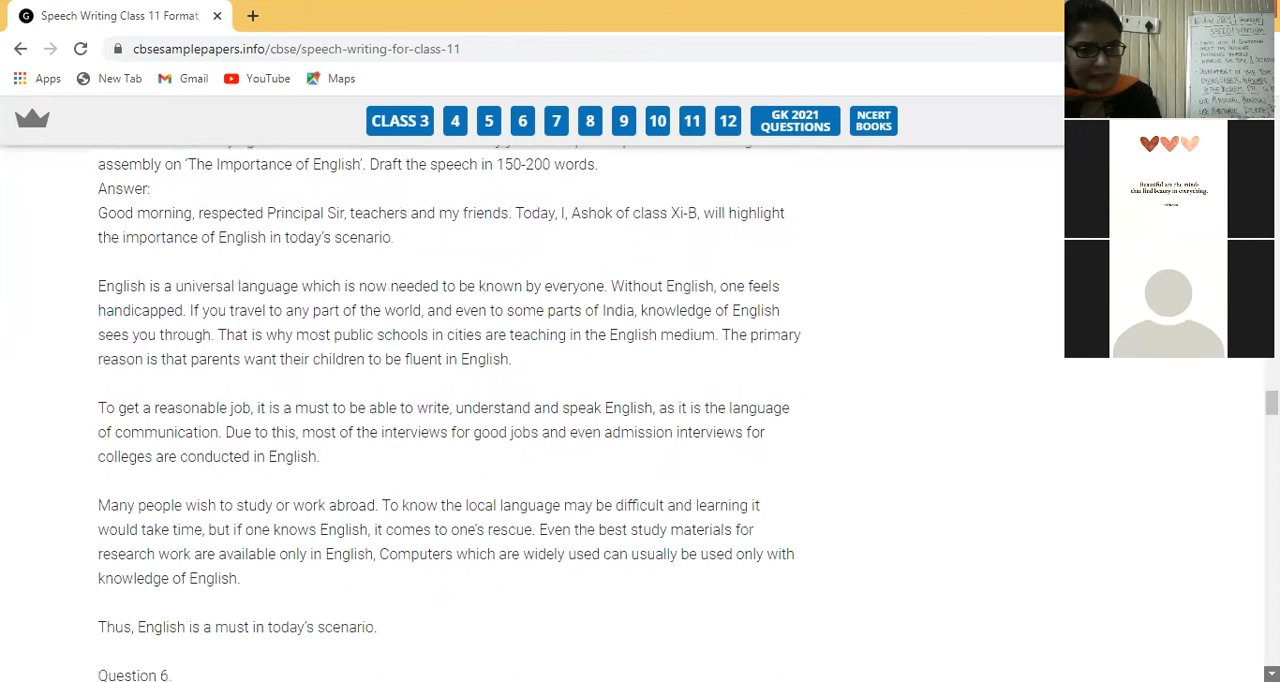 Speech Writing Class 11 Format,
cbsesamplepapers.info/cbse/speech-writing-for-class-11
Apps New Tab Gmail YouTube Maps
CLASS 3 4 5 6 7 8 9 10 11 12 GK 2021 QUESTIONS NCERT BOOKS
assembly on ‘The Importance of English’. Draft the speech in 150-200 words.
Answer:
Good morning, respected Principal Sir, teachers and my friends. Today, I, Ashok of class Xi-B, will highlight
the importance of English in today’s scenario.
English is a universal language which is now needed to be known by everyone. Without English, one feels
handicapped. If you travel to any part of the world, and even to some parts of India, knowledge of English
sees you through. That is why most public schools in cities are teaching in the English medium. The primary
reason is that parents want their children to be fluent in English.
To get a reasonable job, it is a must to be able to write, understand and speak English, as it is the language
of communication. Due to this, most of the interviews for good jobs and even admission interviews for
colleges are conducted in English.
Many people wish to study or work abroad. To know the local language may be difficult and learning it
would take time, but if one knows English, it comes to one’s rescue. Even the best study materials for
research work are available only in English, Computers which are widely used can usually be used only with
knowledge of English.
Thus, English is a must in today’s scenario.
Question 6.
SPEECH WRITING
Beautiful are the minds
that find beauty in everything.